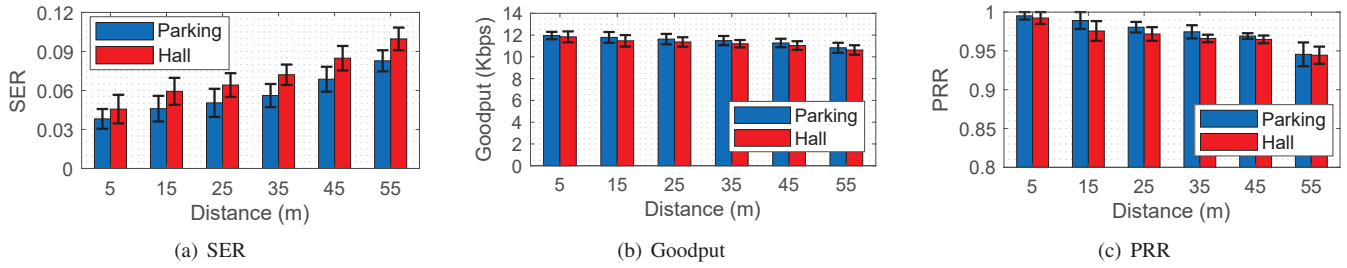 0.12
0.09
0.06
0.03
0
SER
Parking
Hall
5 15 25 35 45 55
Distance (m)
(a) SER
14
12
10
8
6
4
2
0
Goodput (Kbps)
Parking
Hall
5 15 25 35 45 55
Distance (m)
(b) Goodput
1
0.95
0.9
0.85
0.8
PRR
Parking
Hall
5 15 25 35 45 55
Distance (m)
(c) PRR